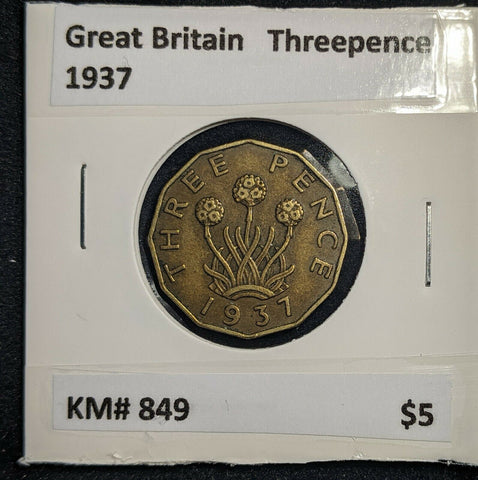 Great Britain Threepence
1937
THREE PENCE
1937
KM# 849 $5